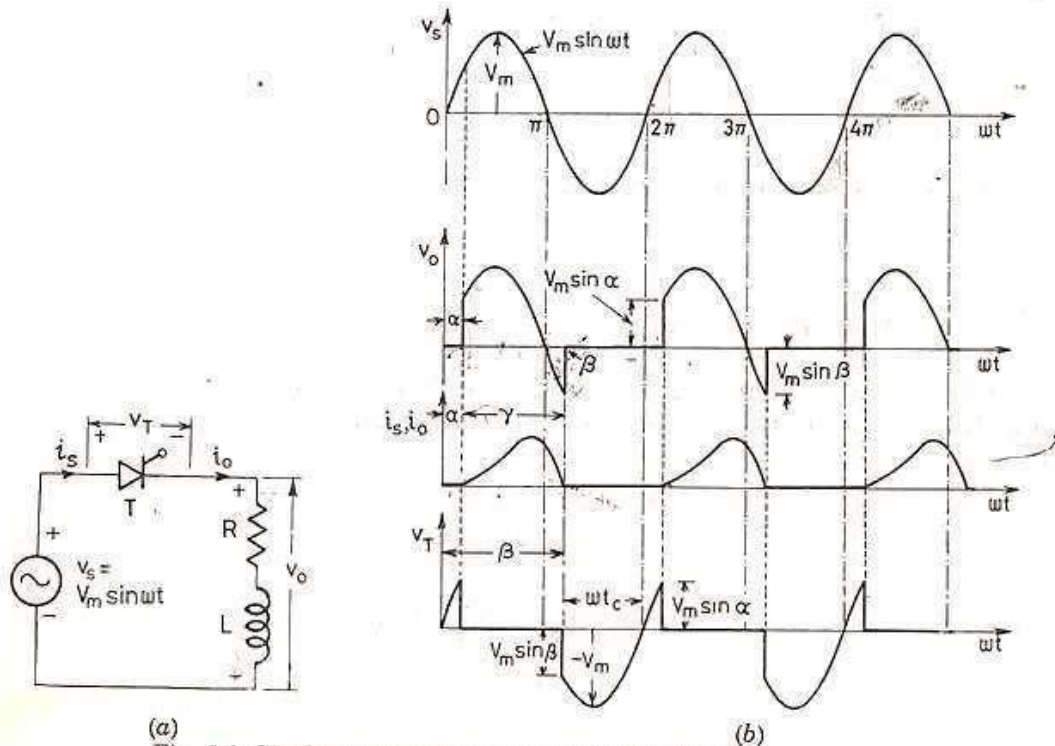 v_T
+ −
i_s
i_o
T
+
R
L
+
v_s =
V_m sin ωt
−
+
v_o
−
(a)
v_s
V_m sin ωt
V_m
0
π
2π
3π
4π
ωt
v_o
V_m sin α
α
β
V_m sin β
ωt
i_s, i_o
α
γ
ωt
v_T
β
ωt_c
V_m sin α
V_m sin β
−V_m
ωt
(b)